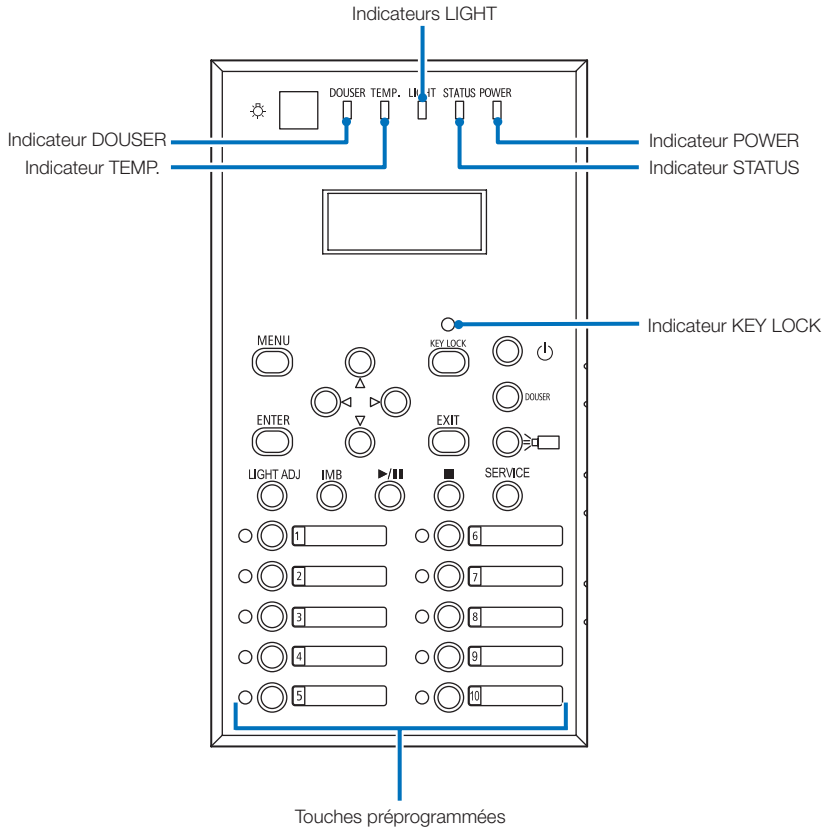 Indicateurs LIGHT
DOUSER TEMP. LIGHT STATUS POWER
Indicateur DOUSER
Indicateur TEMP.
Indicateur POWER
Indicateur STATUS
Indicateur KEY LOCK
MENU
KEY LOCK
DOUSER
ENTER
EXIT
LIGHT ADJ IMB ▶/▮▮ ■ SERVICE
1 6
2 7
3 8
4 9
5 10
Touches préprogrammées